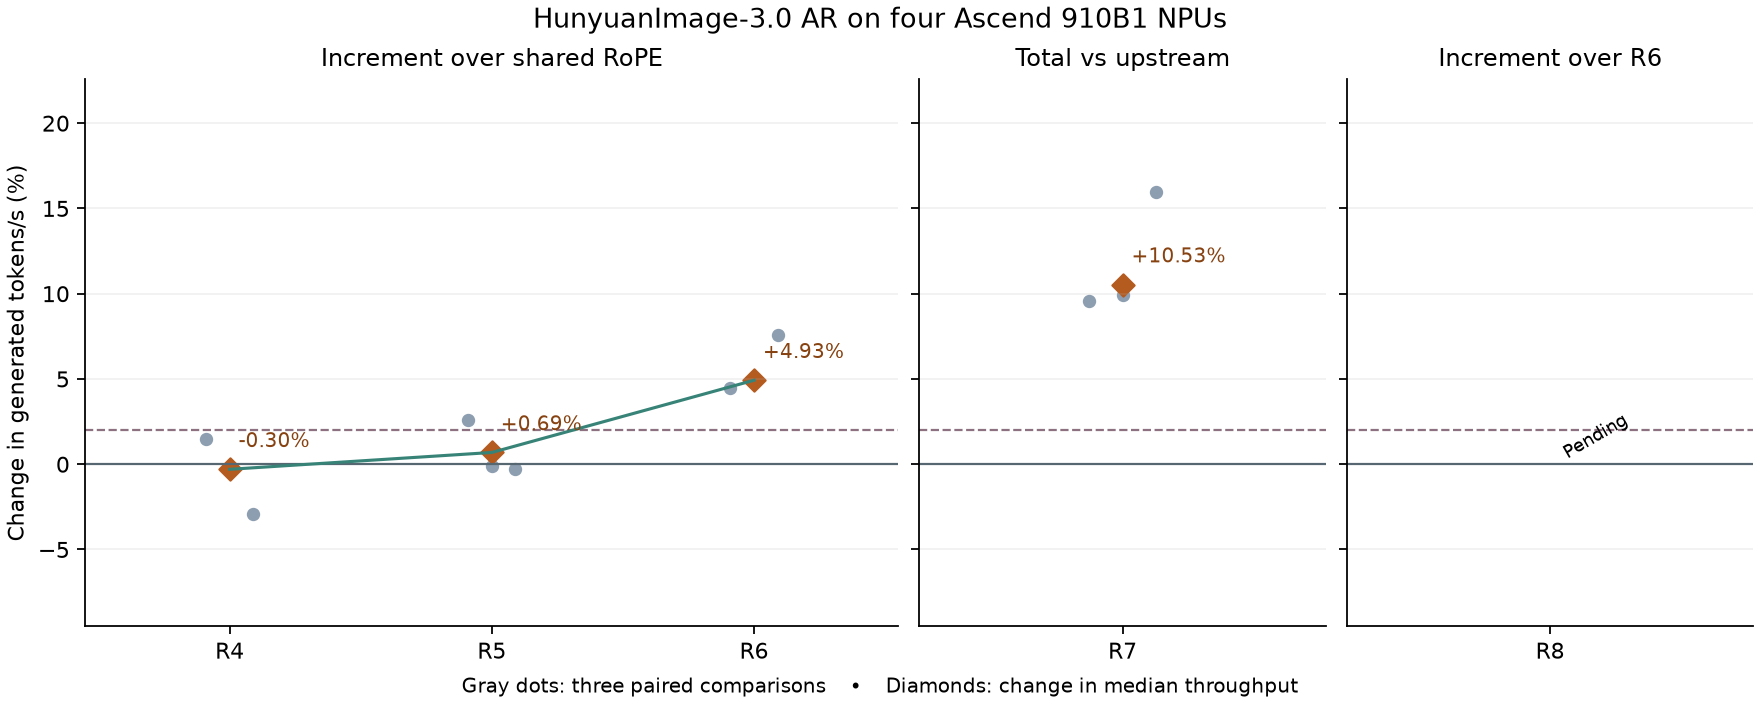 HunyuanImage-3.0 AR on four Ascend 910B1 NPUs
Increment over shared RoPE
Total vs upstream
Increment over R6
Change in generated tokens/s (%)
20
15
10
5
0
−5
-0.30%
+0.69%
+4.93%
+10.53%
Pending
R4
R5
R6
R7
R8
Gray dots: three paired comparisons • Diamonds: change in median throughput